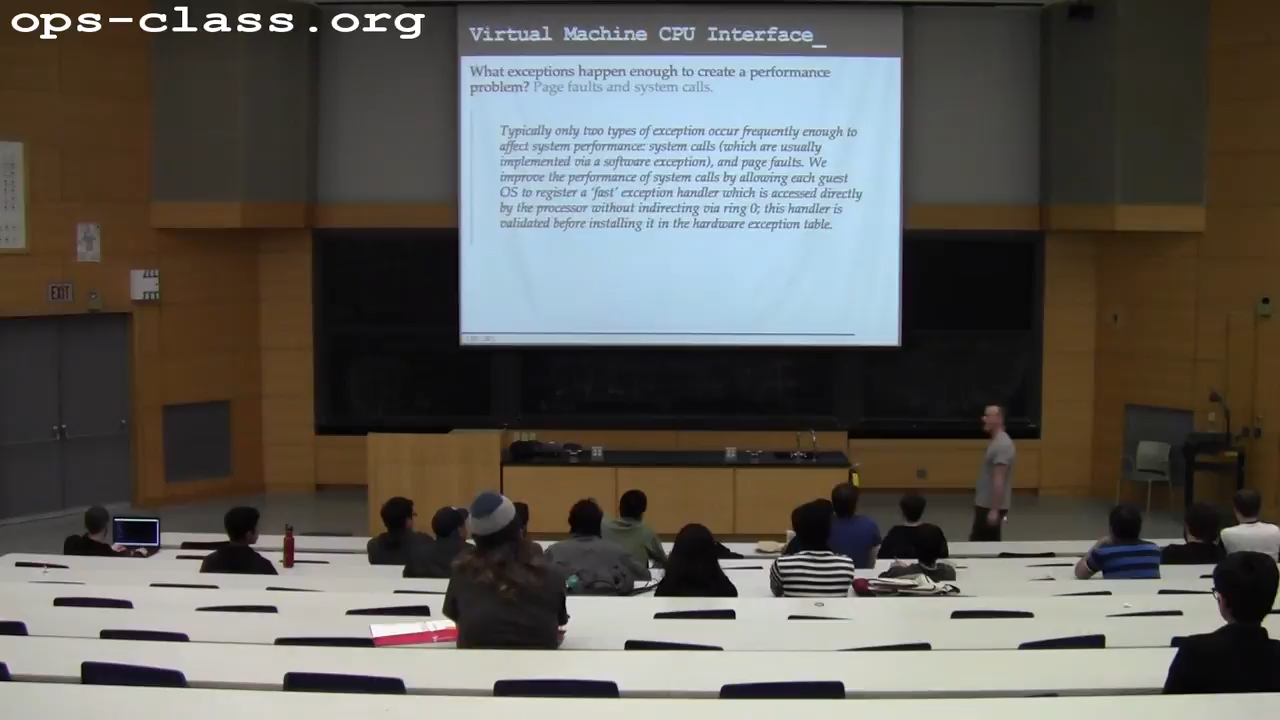 ops-class.org
Virtual Machine CPU Interface_
What exceptions happen enough to create a performance
problem? Page faults and system calls.
Typically only two types of exception occur frequently enough to
affect system performance: system calls (which are usually
implemented via a software exception), and page faults. We
improve the performance of system calls by allowing each guest
OS to register a 'fast' exception handler which is accessed directly
by the processor without indirecting via ring 0; this handler is
validated before installing it in the hardware exception table.
EXIT